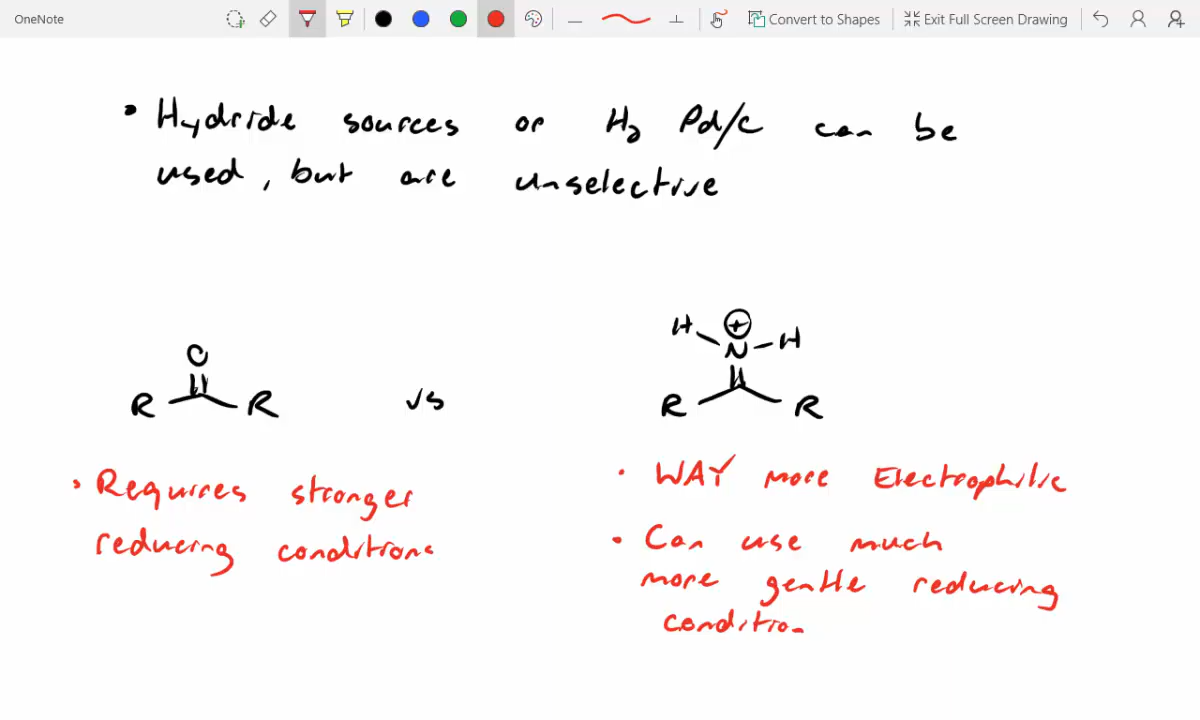 OneNote
Convert to Shapes
Exit Full Screen Drawing
• Hydride sources or H2 Pd/C can be
used, but are unselective
O
R R
vs
H + H
N
R R
• Requires stronger
reducing conditions
• WAY more Electrophilic
• Can use much
more gentle reducing
condition